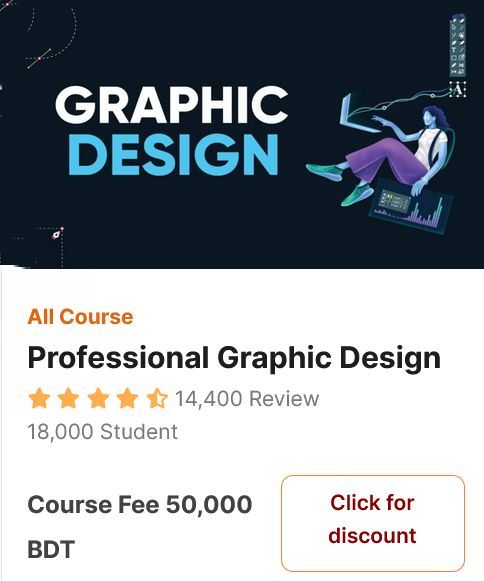 GRAPHIC
DESIGN
A
All Course
Professional Graphic Design
14,400 Review
18,000 Student
Course Fee 50,000
BDT
Click for
discount